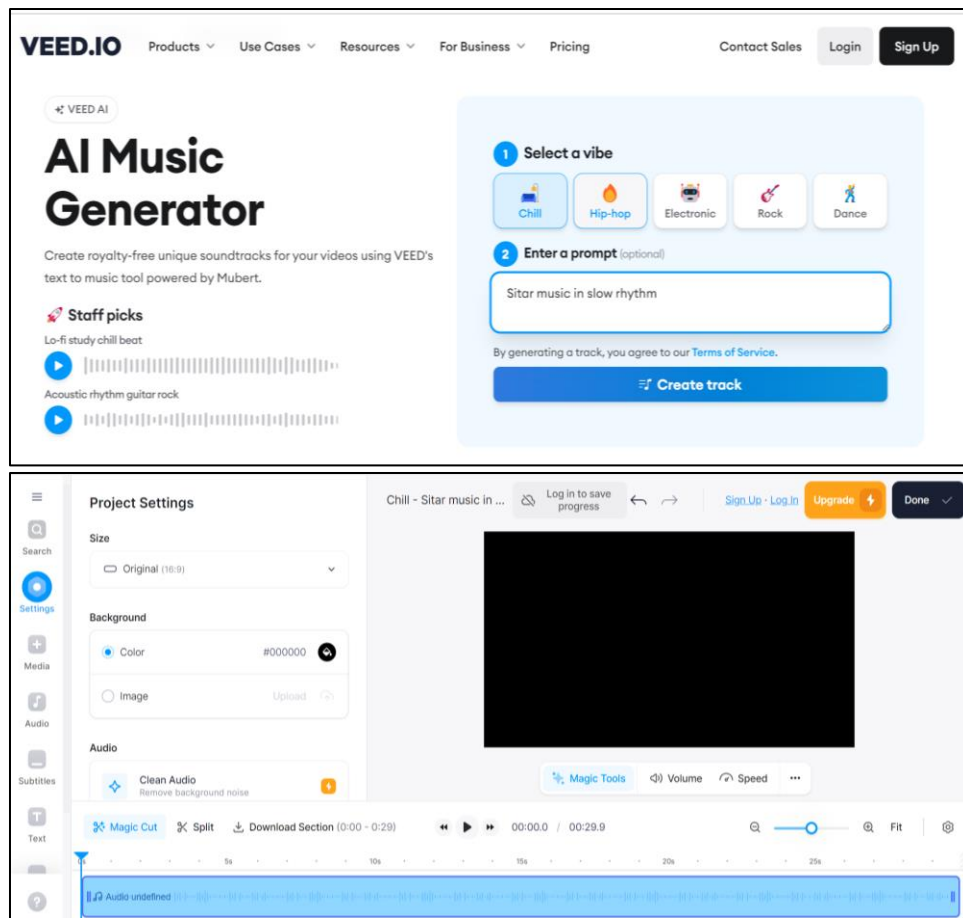 VEED.IO Products Use Cases Resources For Business Pricing Contact Sales Login Sign Up
VEED AI
AI Music
Generator
Create royalty-free unique soundtracks for your videos using VEED's
text to music tool powered by Mubert.
Staff picks
Lo-fi study chill beat
Acoustic rhythm guitar rock
1 Select a vibe
Chill Hip-hop Electronic Rock Dance
2 Enter a prompt (optional)
Sitar music in slow rhythm
By generating a track, you agree to our Terms of Service.
Create track
Search
Settings
Media
Audio
Subtitles
Text
Project Settings
Size
Original (16:9)
Background
Color #000000
Image Upload
Audio
Clean Audio
Remove background noise
Chill - Sitar music in ... Log in to save
progress
Sign Up · Log In Upgrade Done
Magic Tools Volume Speed ...
Magic Cut Split Download Section (0:00 - 0:29) 00:00.0 / 00:29.9 Fit
5s 10s 15s 20s 25s
Audio undefined
?